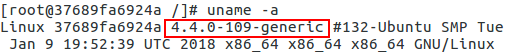 [root@37689fa6924a /]# uname -a
Linux 37689fa6924a 4.4.0-109-generic #132-Ubuntu SMP Tue
Jan 9 19:52:39 UTC 2018 x86_64 x86_64 x86_64 GNU/Linux